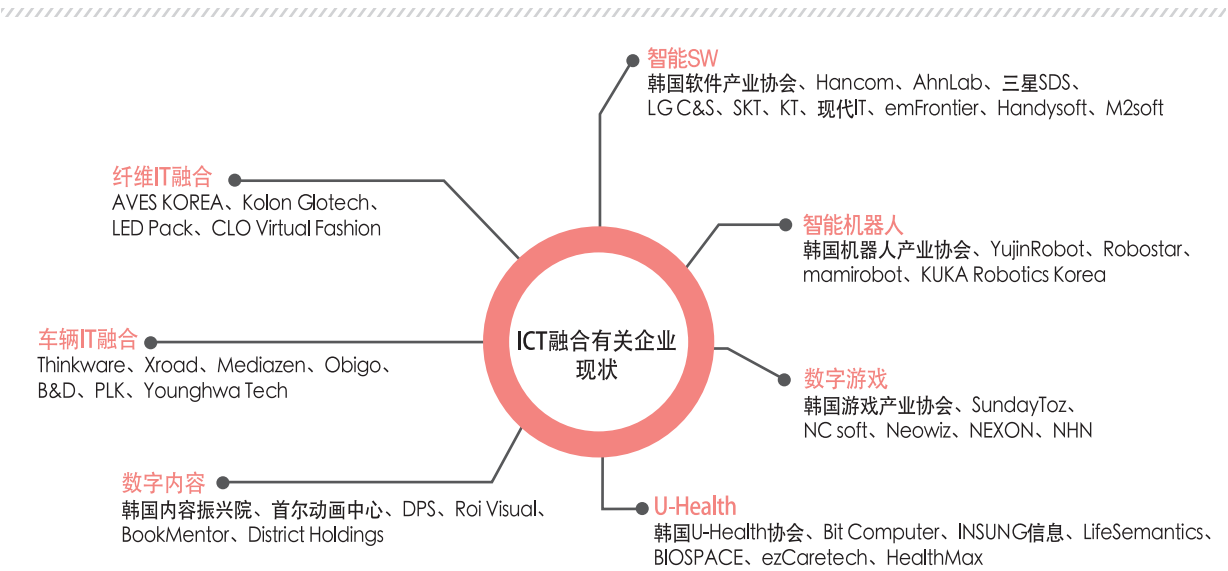 智能SW
韩国软件产业协会、Hancom、AhnLab、三星SDS、
LG C&S、SKT、KT、现代IT、emFrontier、Handysoft、M2soft
纤维IT融合
AVES KOREA、Kolon Glotech、
LED Pack、CLO Virtual Fashion
智能机器人
韩国机器人产业协会、YujinRobot、Robostar、
mamirobot、KUKA Robotics Korea
ICT融合有关企业
现状
车辆IT融合
Thinkware、Xroad、Mediazen、Obigo、
B&D、PLK、Younghwa Tech
数字游戏
韩国游戏产业协会、SundayToz、
NC soft、Neowiz、NEXON、NHN
数字内容
韩国内容振兴院、首尔动画中心、DPS、Roi Visual、
BookMentor、District Holdings
U-Health
韩国U-Health协会、Bit Computer、INSUNG信息、LifeSemantics、
BIOSPACE、ezCaretech、HealthMax